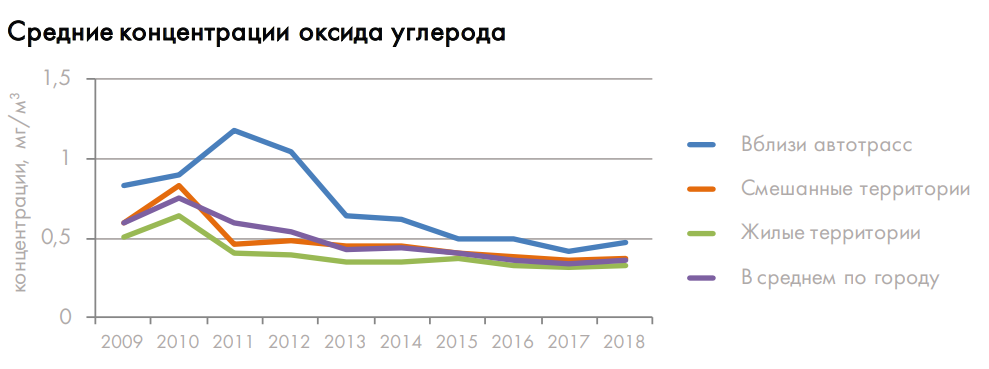 Средние концентрации оксида углерода
концентрации, мг/м³
1,5
1
0,5
0
2009 2010 2011 2012 2013 2014 2015 2016 2017 2018
Вблизи автотрасс
Смешанные территории
Жилые территории
В среднем по городу